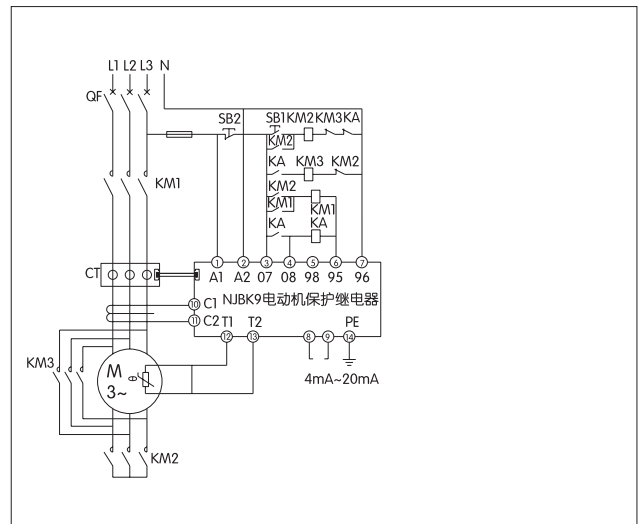 L1 L2 L3 N
QF
SB2 SB1 KM2 KM3 KA
KM2
KA KM3 KM2
KM1
KM2
KM1 KM1
KA KA
CT
1 2 3 4 5 6 7
A1 A2 07 08 98 95 96
10 C1 NJBK9电动机保护继电器
11 C2 T1 T2 PE
12 13 8 9 14
KM3
M
3~
4mA~20mA
KM2